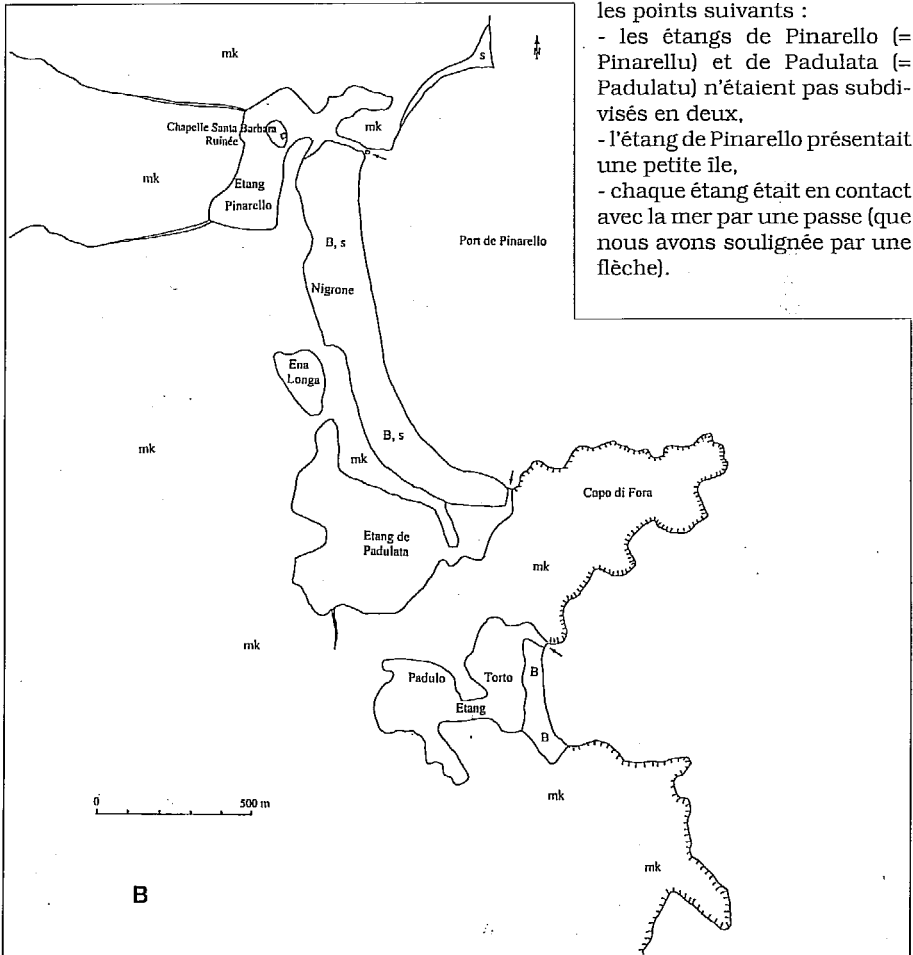 les points suivants :
- les étangs de Pinarello (=
Pinarellu) et de Padulata (=
Padulatu) n'étaient pas subdi-
visés en deux,
- l'étang de Pinarello présentait
une petite île,
- chaque étang était en contact
avec la mer par une passe (que
nous avons soulignée par une
flèche).
mk
s
N
Chapelle Santa Barbara
Ruinée
mk
mk
Etang
Pinarello
B, s
Port de Pinarello
Nigrone
Ena
Longa
B, s
mk
mk
Capo di Fora
Etang de
Padulata
mk
mk
Padulo
Torto
B
Etang
B
mk
0
500 m
mk
B